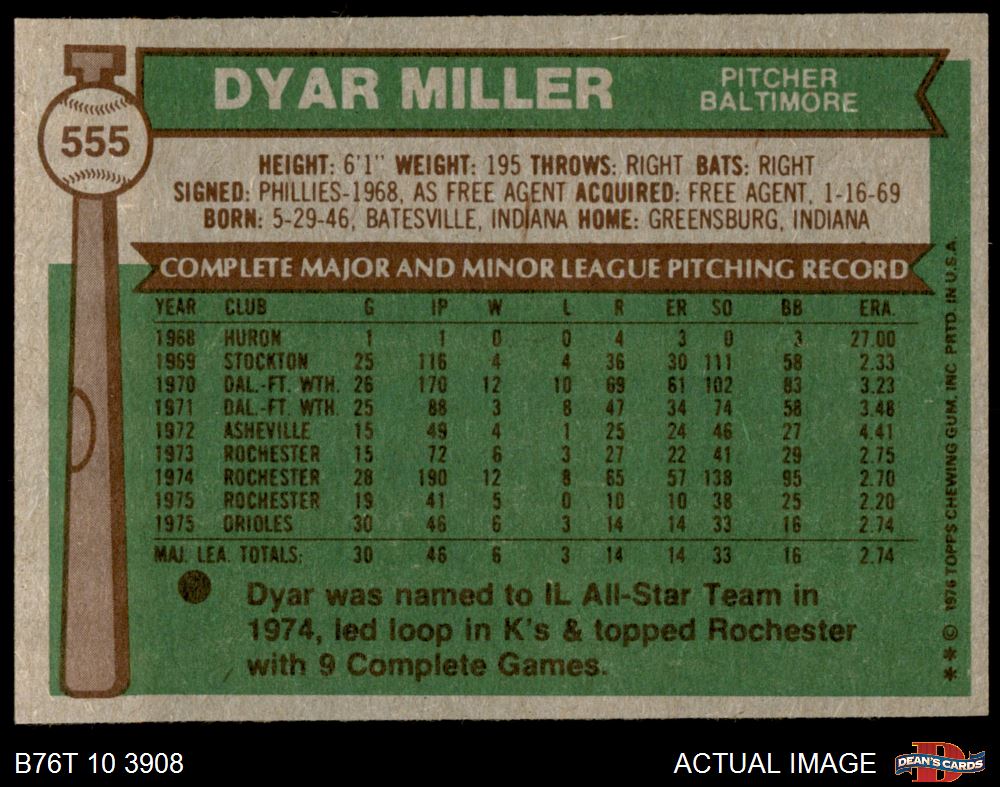 555
DYAR MILLER
PITCHER
BALTIMORE
HEIGHT: 6'1" WEIGHT: 195 THROWS: RIGHT BATS: RIGHT
SIGNED: PHILLIES-1968, AS FREE AGENT ACQUIRED: FREE AGENT, 1-16-69
BORN: 5-29-46, BATESVILLE, INDIANA HOME: GREENSBURG, INDIANA
COMPLETE MAJOR AND MINOR LEAGUE PITCHING RECORD
YEAR CLUB G IP W L R ER SO BB ERA.
1968 HURON 1 1 0 0 4 3 0 3 27.00
1969 STOCKTON 25 116 4 4 36 30 111 58 2.33
1970 DAL.-FT. WTH. 26 170 12 10 69 61 102 83 3.23
1971 DAL.-FT. WTH. 25 88 3 8 47 34 74 58 3.48
1972 ASHEVILLE 15 49 4 1 25 24 46 27 4.41
1973 ROCHESTER 15 72 6 3 27 22 41 29 2.75
1974 ROCHESTER 28 190 12 8 65 57 138 95 2.70
1975 ROCHESTER 19 41 5 0 10 10 38 25 2.20
1975 ORIOLES 30 46 6 3 14 14 33 16 2.74
MAJ. LEA. TOTALS: 30 46 6 3 14 14 33 16 2.74
Dyar was named to IL All-Star Team in
1974, led loop in K's & topped Rochester
with 9 Complete Games.
** © 1976 TOPPS CHEWING GUM, INC. PRTD. IN U.S.A.
B76T 10 3908
ACTUAL IMAGE
D
DEAN'S CARDS